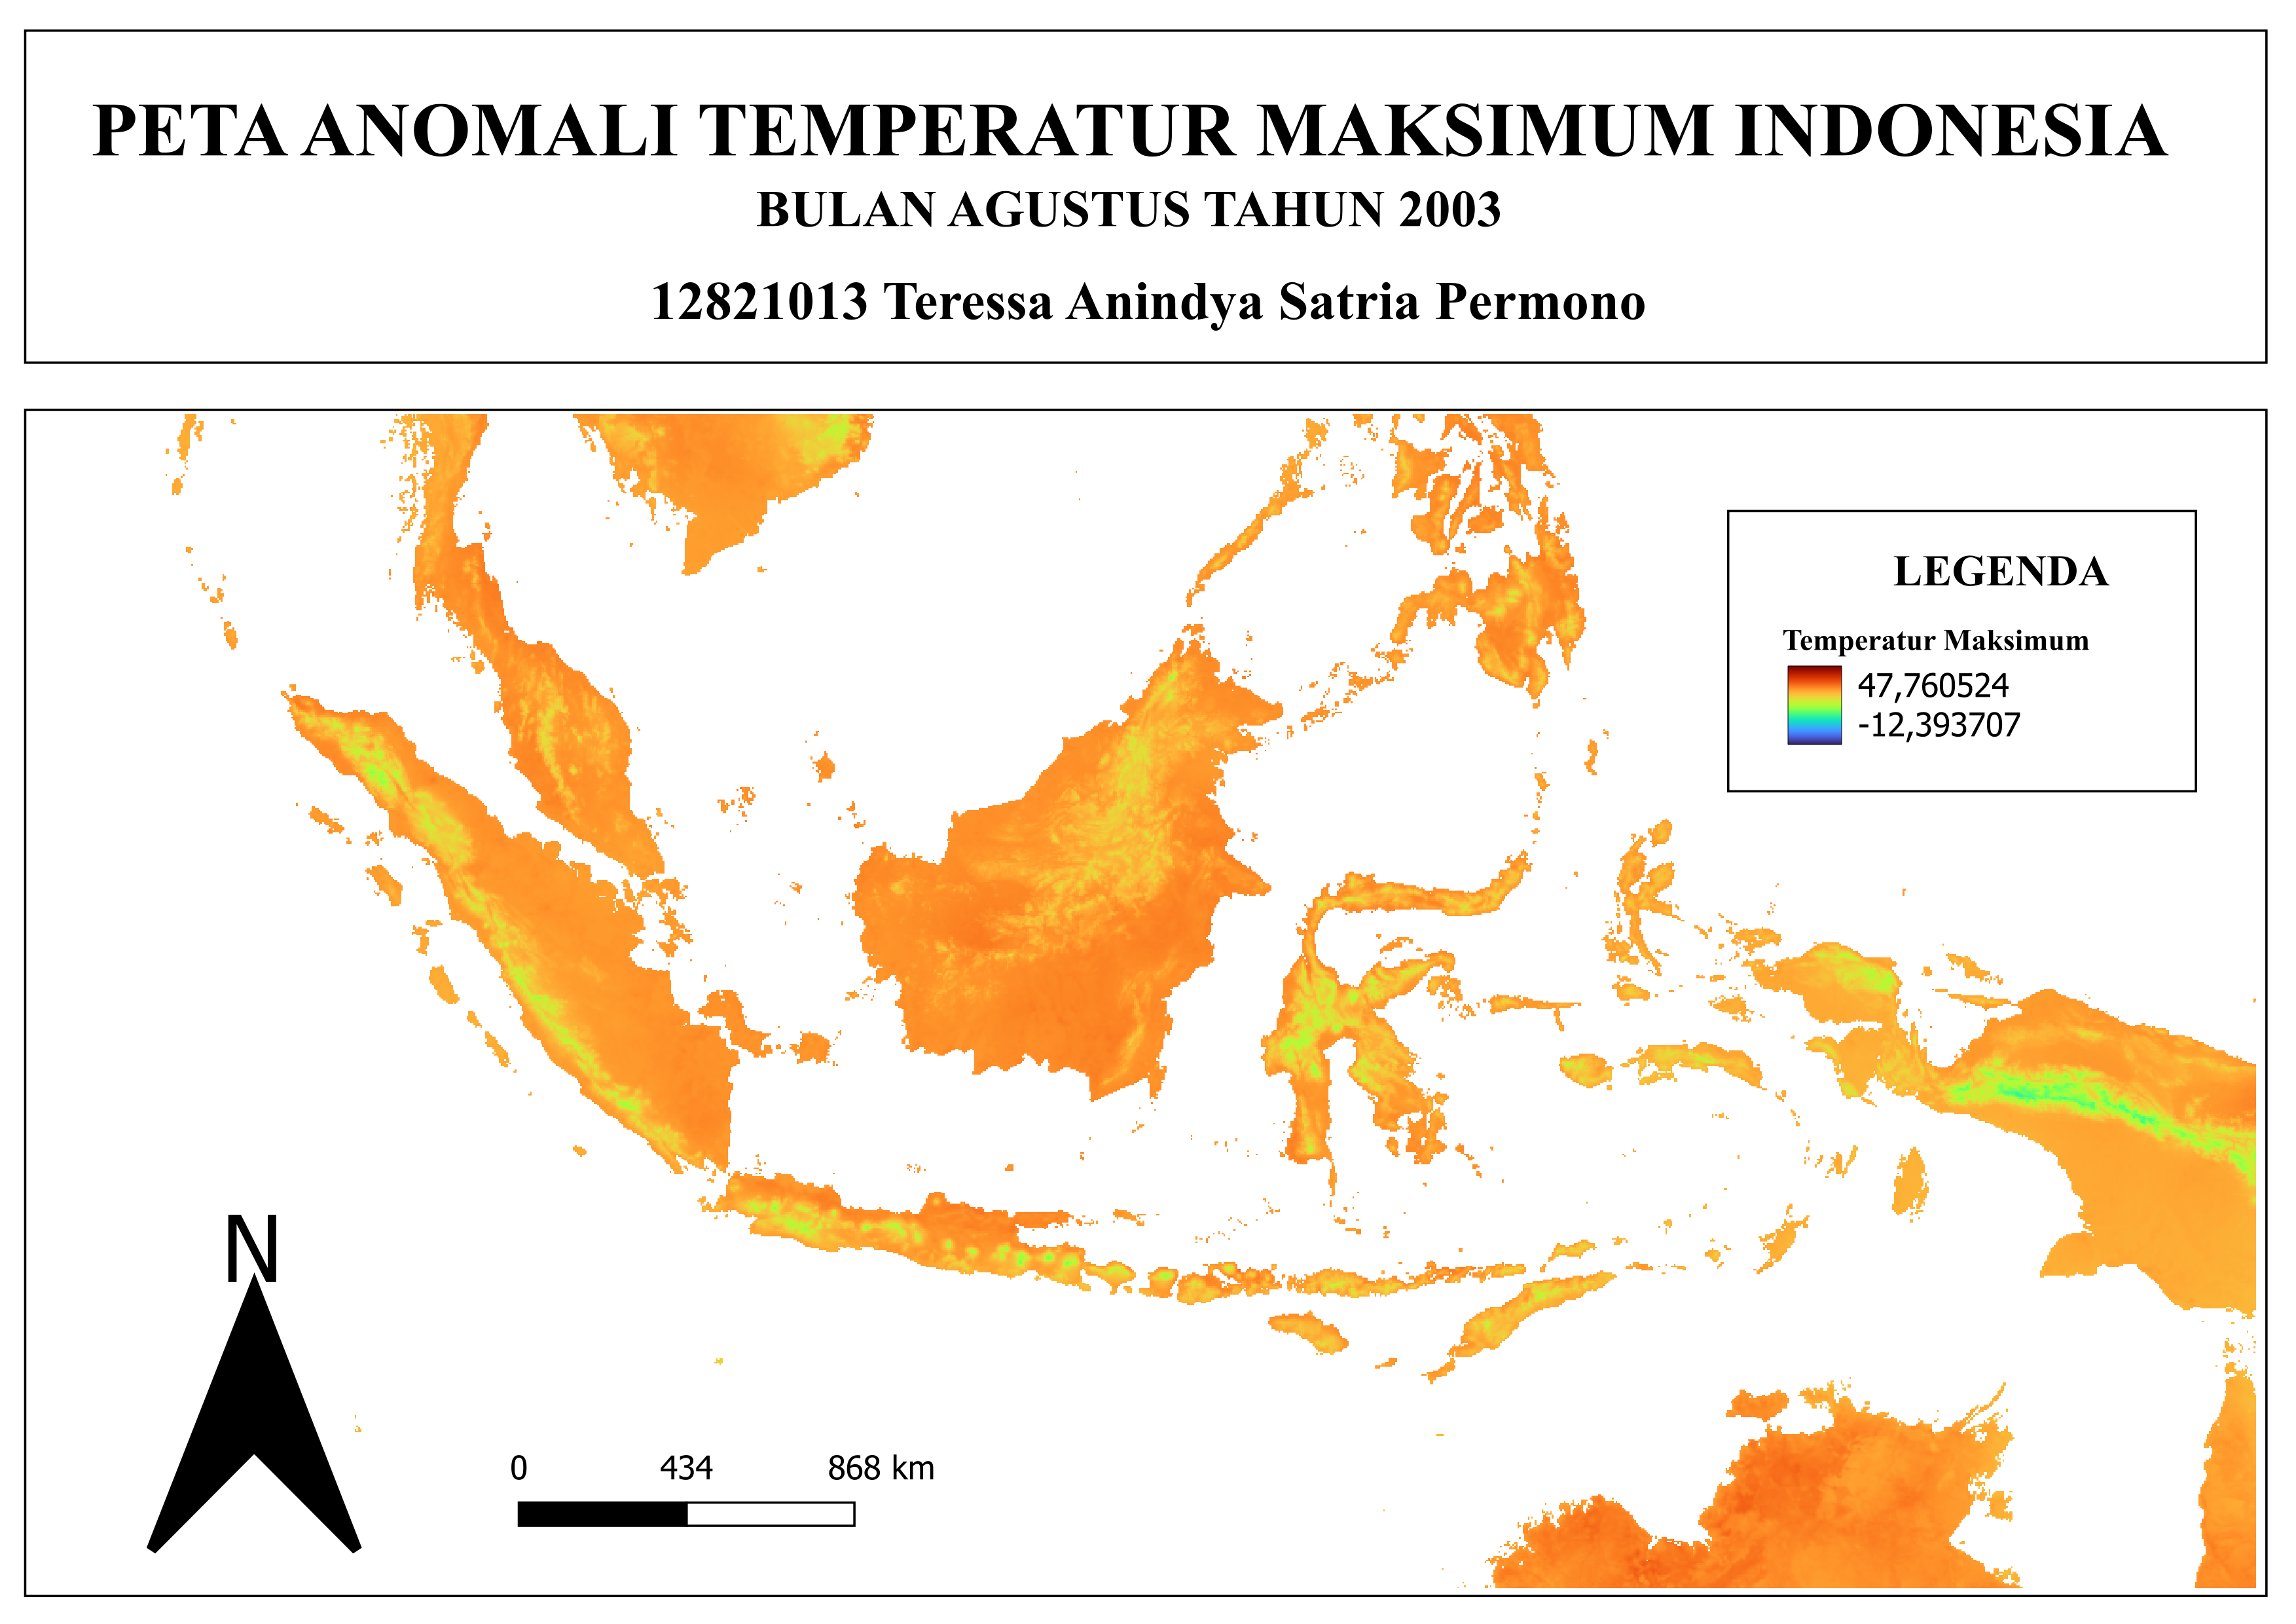 PETA ANOMALI TEMPERATUR MAKSIMUM INDONESIA
BULAN AGUSTUS TAHUN 2003
12821013 Teressa Anindya Satria Permono
LEGENDA
Temperatur Maksimum
47,760524
-12,393707
N
0 434 868 km